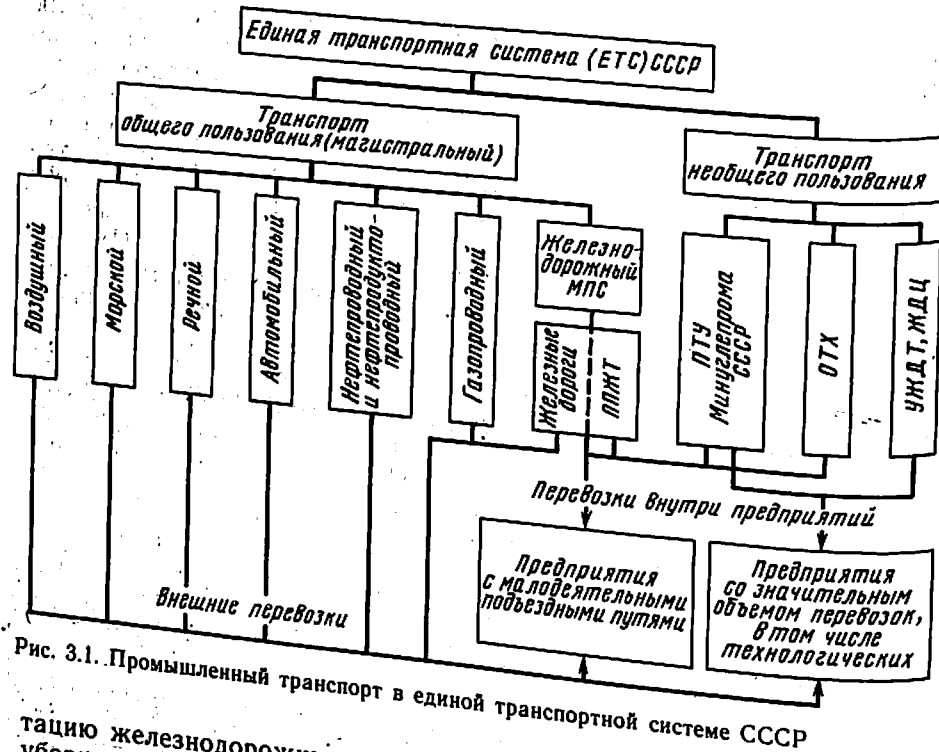 Единая транспортная система (ЕТС) СССР
Транспорт
общего пользования (магистральный)
Транспорт
необщего пользования
Воздушный
Морской
Речной
Автомобильный
Нефтепроводный
и нефтепродукто-
проводный
Газопроводный
Железно-
дорожный
МПС
Железные
дороги
ППЖТ
ПТУ
Минуглепрома
СССР
ОТХ
УЖДТ, ЖДЦ
Перевозки внутри предприятий
Предприятия
с малодеятельными
подъездными путями
Предприятия
со значительным
объемом перевозок,
в том числе
технологических
Внешние перевозки
Рис. 3.1. Промышленный транспорт в единой транспортной системе СССР